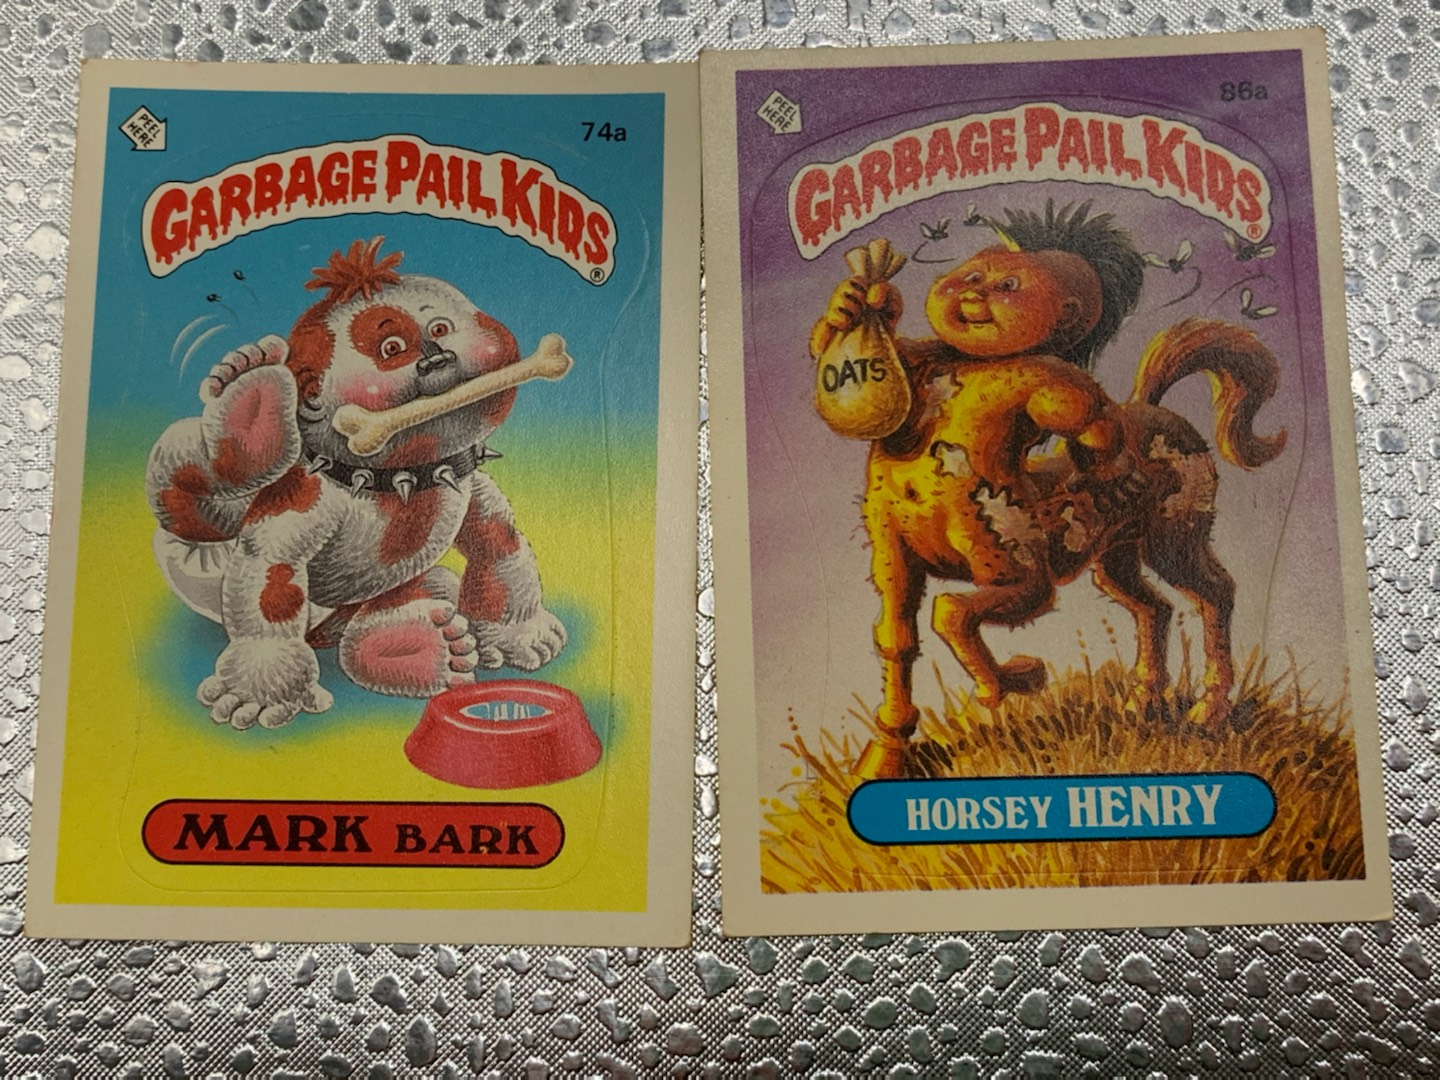 PEEL
HERE
74a
GARBAGE PAIL KIDS
®
MARK BARK
PEEL
HERE
86a
GARBAGE PAIL KIDS
®
OATS
HORSEY HENRY